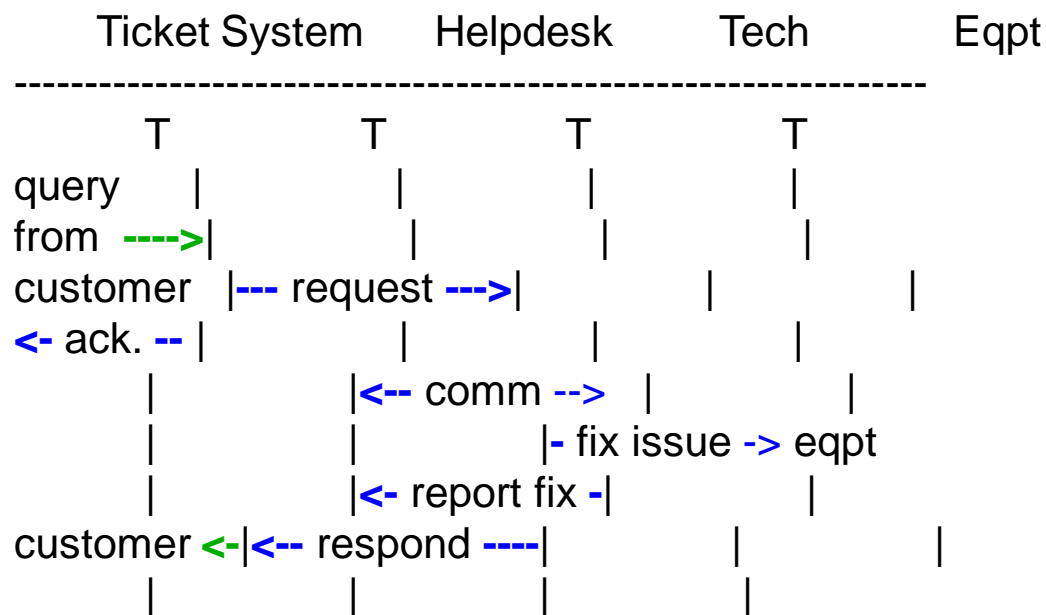 Ticket System Helpdesk Tech Eqpt
-----------------------------------------------------------------
T T T T
query | | | |
from ---->| | | |
customer |--- request --->| | |
<- ack. -- | | | |
| |<-- comm --> | |
| | |- fix issue -> eqpt
| |<- report fix -| |
customer <-|<-- respond ----| | |
| | | |